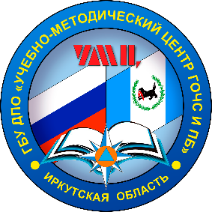 ГБУ ДПО «УЧЕБНО-МЕТОДИЧЕСКИЙ ЦЕНТР ГОЧС И ПБ»
УМЦ
ИРКУТСКАЯ ОБЛАСТЬ